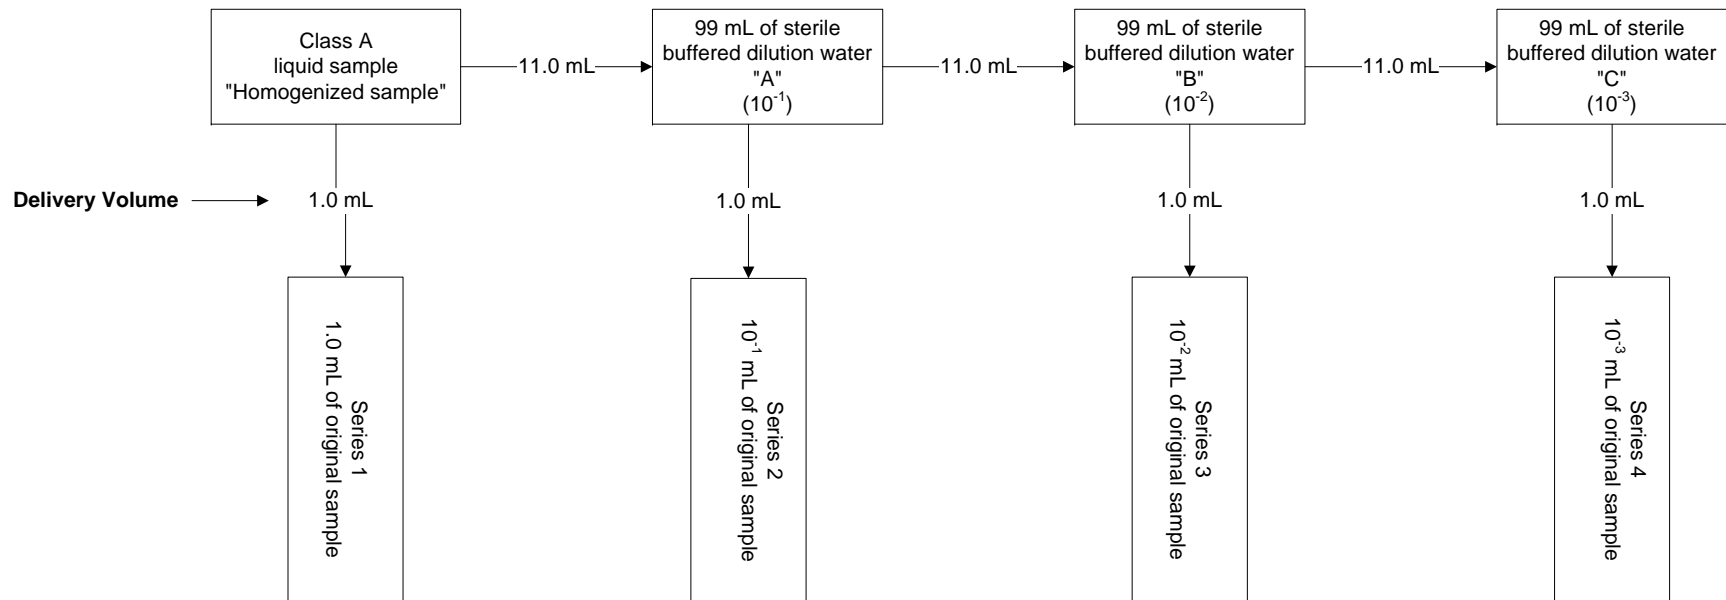 Class A
liquid sample
"Homogenized sample"
11.0 mL
99 mL of sterile
buffered dilution water
"A"
(10⁻¹)
11.0 mL
99 mL of sterile
buffered dilution water
"B"
(10⁻²)
11.0 mL
99 mL of sterile
buffered dilution water
"C"
(10⁻³)
Delivery Volume
1.0 mL
1.0 mL
1.0 mL
1.0 mL
Series 1
1.0 mL of original sample
Series 2
10⁻¹ mL of original sample
Series 3
10⁻² mL of original sample
Series 4
10⁻³ mL of original sample